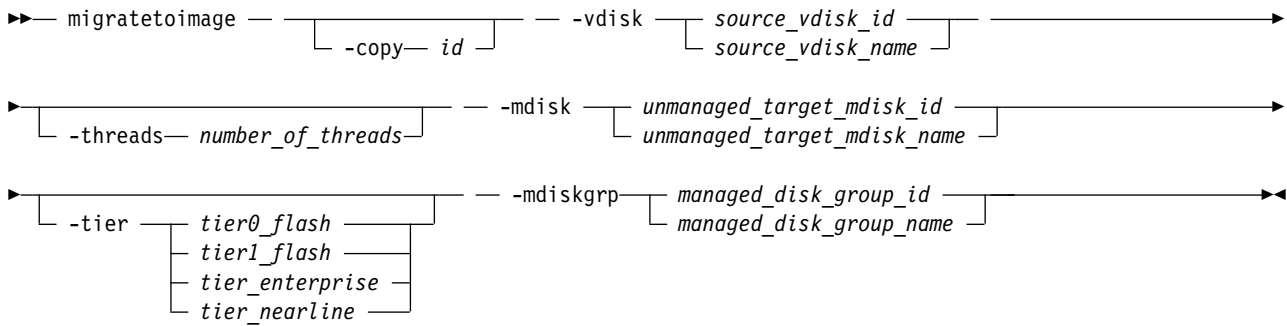 migratetoimage -vdisk source_vdisk_id
-copy id source_vdisk_name
-mdisk unmanaged_target_mdisk_id
-threads number_of_threads unmanaged_target_mdisk_name
-mdiskgrp managed_disk_group_id
-tier tier0_flash managed_disk_group_name
tier1_flash
tier_enterprise
tier_nearline